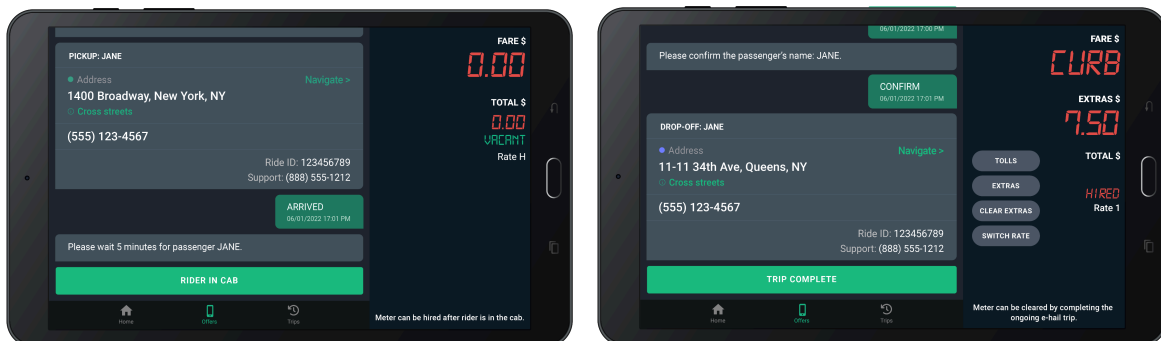 PICKUP: JANE
Address
Navigate >
1400 Broadway, New York, NY
Cross streets
(555) 123-4567
Ride ID: 123456789
Support: (888) 555-1212
ARRIVED
06/01/2022 17:01 PM
Please wait 5 minutes for passenger JANE.
RIDER IN CAB
Home
Offers
Trips
FARE $
0.00
TOTAL $
0.00
VACANT
Rate H
Meter can be hired after rider is in the cab.
06/01/2022 17:00 PM
Please confirm the passenger's name: JANE.
CONFIRM
06/01/2022 17:01 PM
DROP-OFF: JANE
Address
Navigate >
11-11 34th Ave, Queens, NY
Cross streets
(555) 123-4567
Ride ID: 123456789
Support: (888) 555-1212
TRIP COMPLETE
Home
Offers
Trips
FARE $
CURB
EXTRAS $
7.50
TOLLS
TOTAL $
EXTRAS
HIRED
CLEAR EXTRAS
Rate 1
SWITCH RATE
Meter can be cleared by completing the
ongoing e-hail trip.